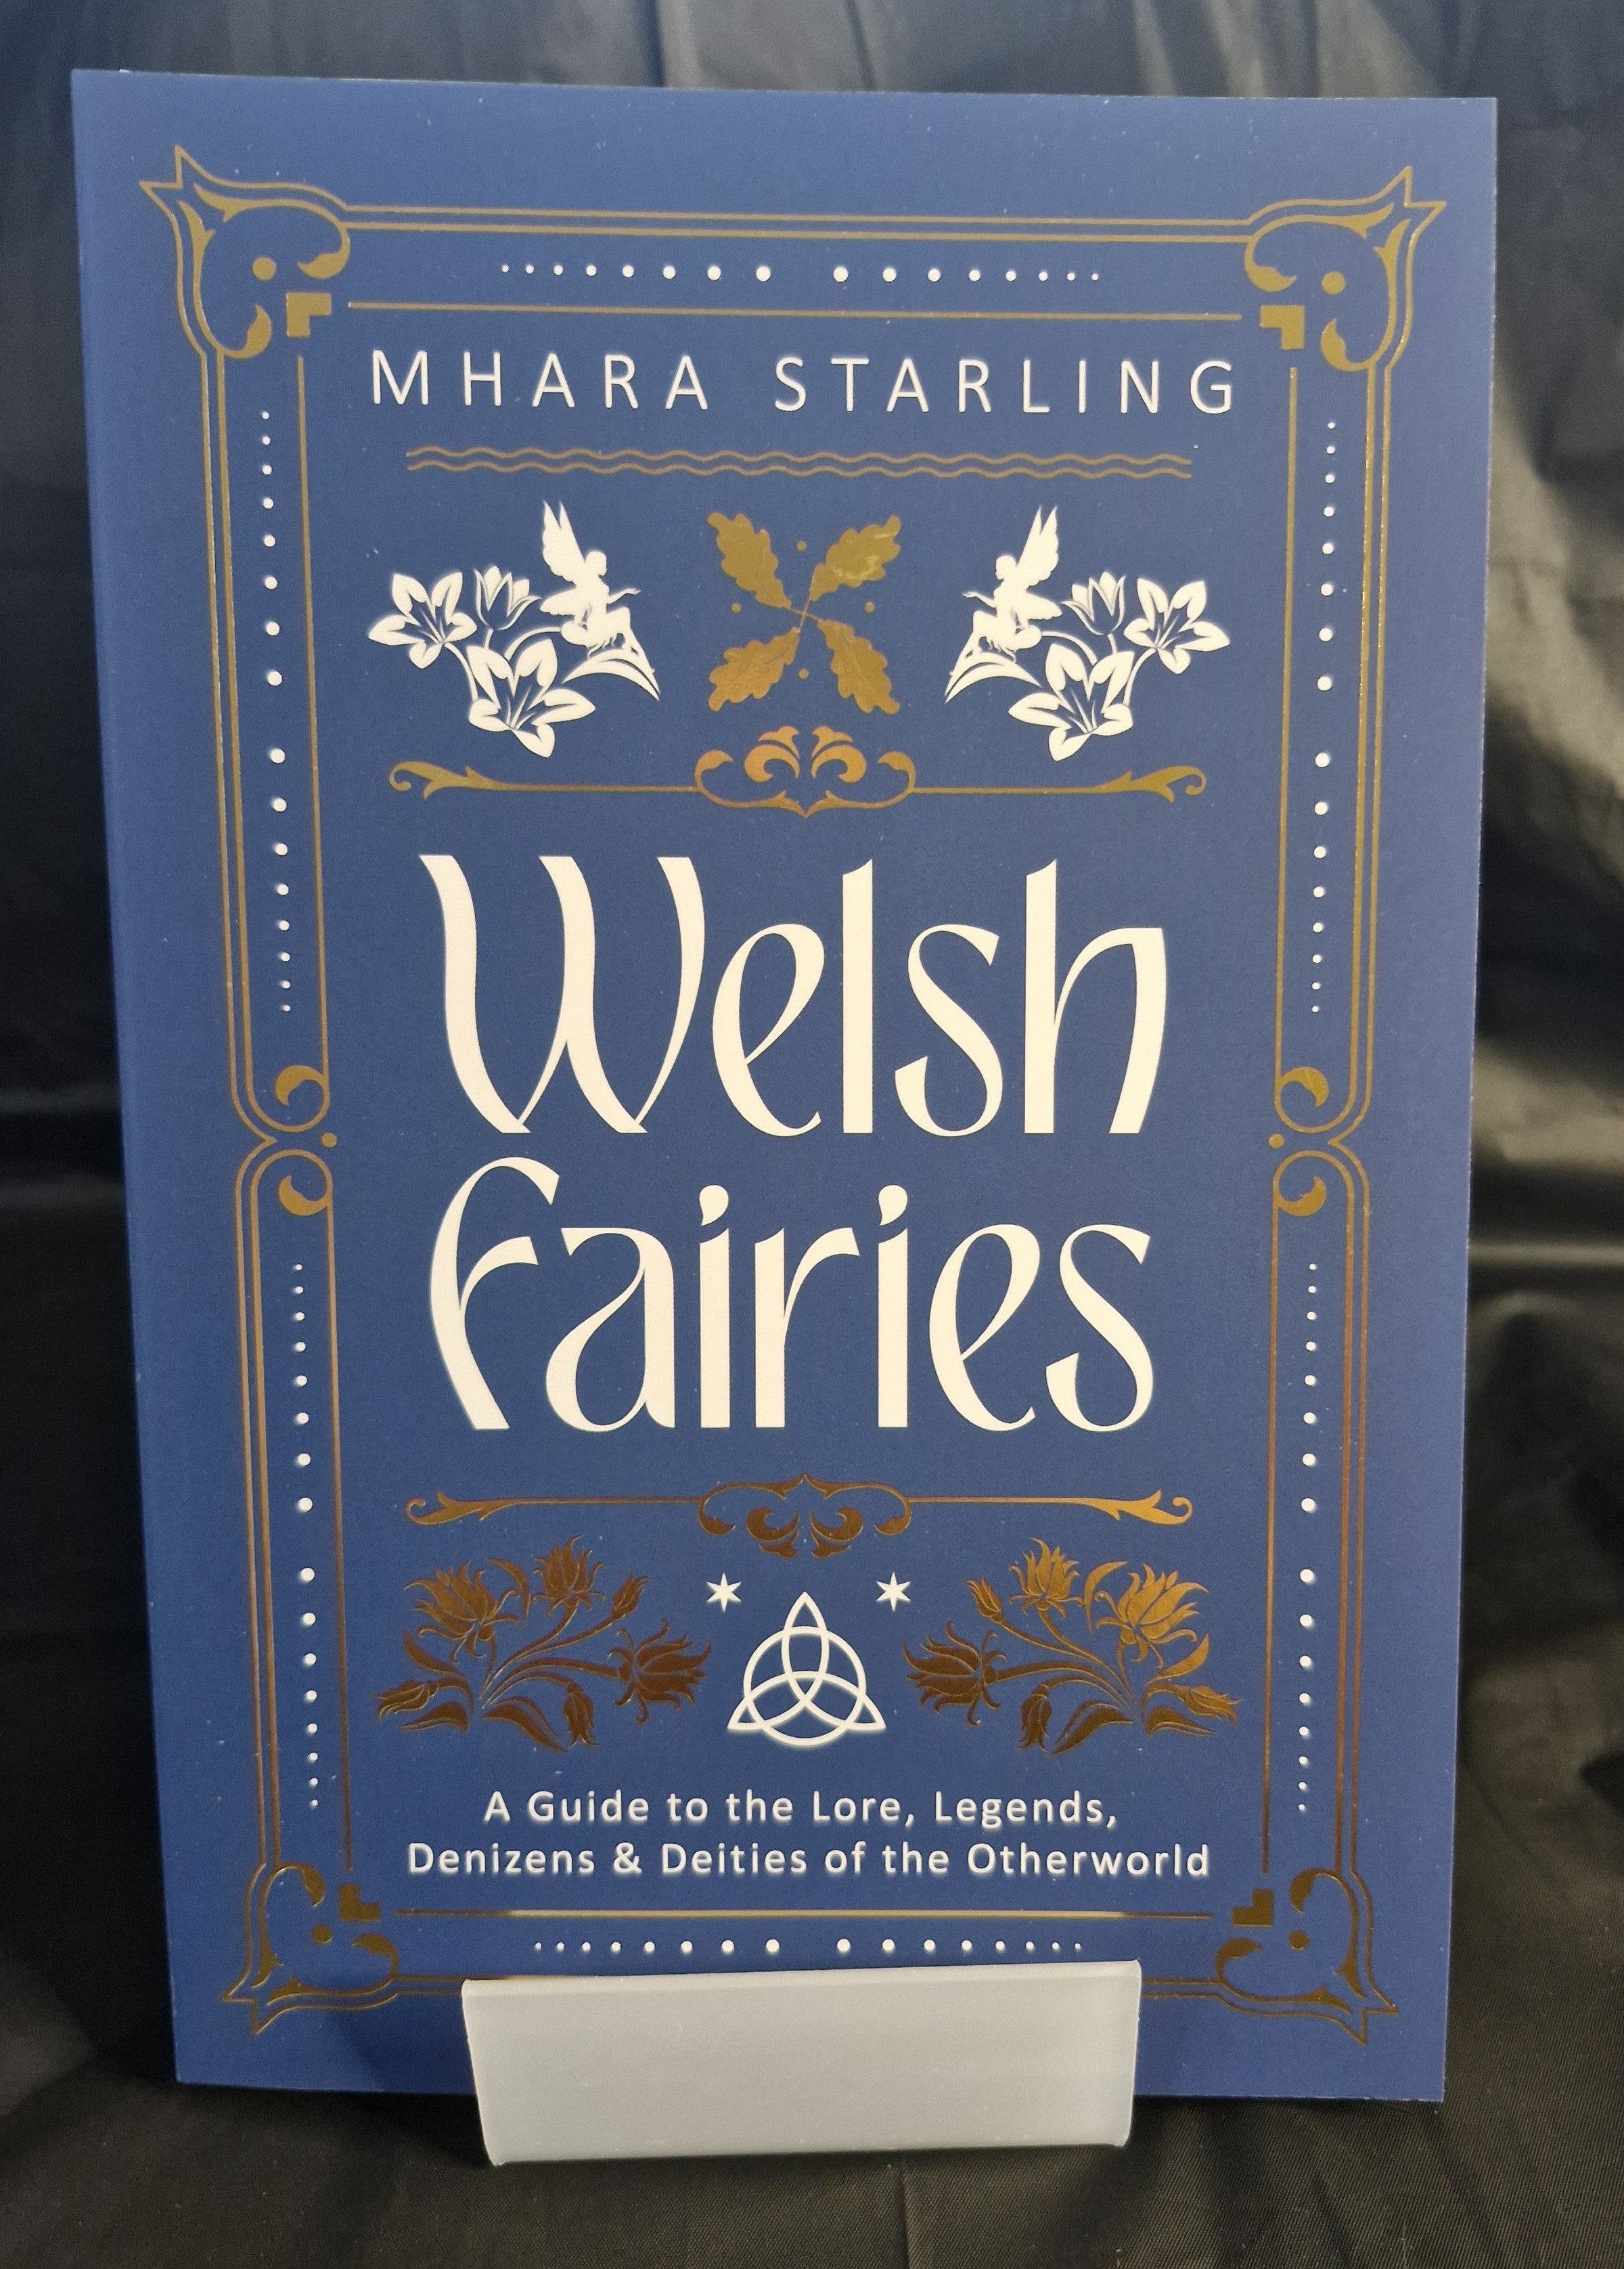 MHARA STARLING
Welsh
Fairies
A Guide to the Lore, Legends,
Denizens & Deities of the Otherworld